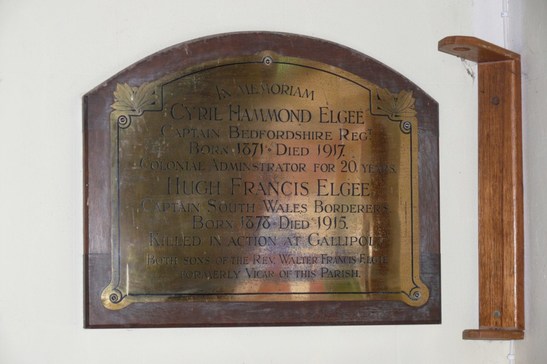 IN MEMORIAM
CYRIL HAMMOND ELGEE
CAPTAIN BEDFORDSHIRE REGT
BORN 1871 · DIED 1917.
COLONIAL ADMINSTRATOR FOR 20 YEARS
HUGH FRANCIS ELGEE
CAPTAIN SOUTH WALES BORDERERS
BORN 1878 · DIED 1915.
KILLED IN ACTION AT GALLIPOLI
BOTH SONS OF THE REV. WALTER FRANCIS ELGEE
FORMERLY VICAR OF THIS PARISH.